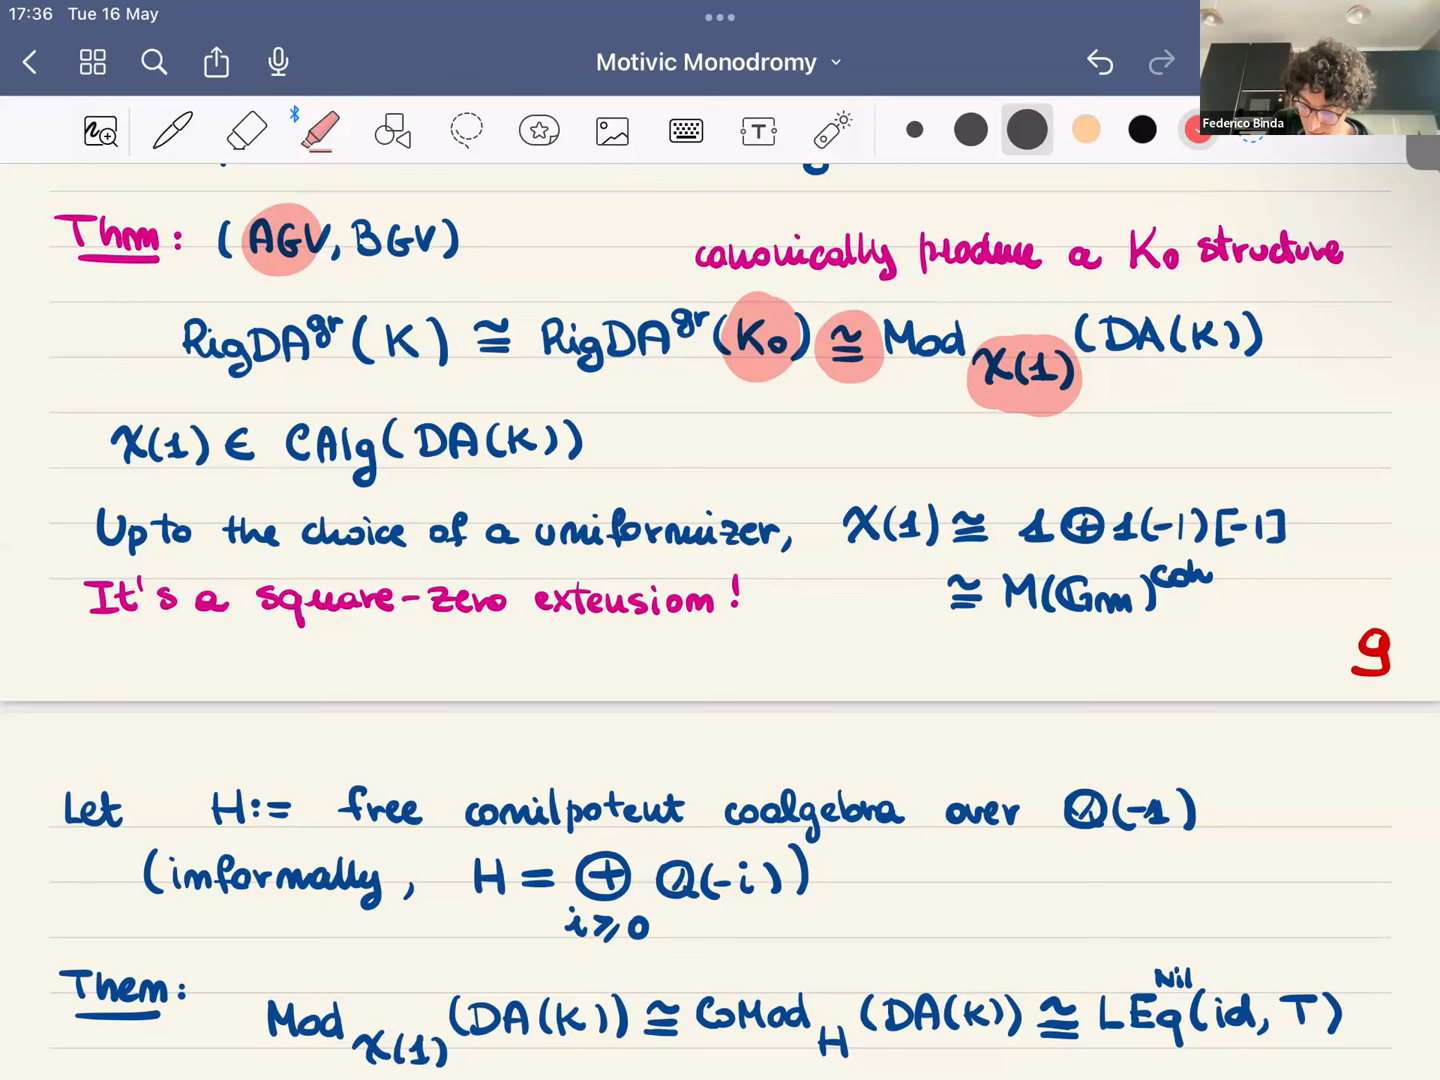 17:36 Tue 16 May
Motivic Monodromy
Federico Binda
Thm: (AGV, BGV)
canonically produce a K₀ structure
RigDA^gr(K) ≅ RigDA^gr(K₀) ≅ Mod_χ(1)(DA(k))
χ(1) ∈ CAlg(DA(k))
Up to the choice of a uniformizer, χ(1) ≅ 1⊕1(-1)[-1]
It's a square-zero extension! ≅ M(Gm)^coh
9
Let H:= free conilpotent coalgebra over Q(-1)
(informally, H = ⊕_{i≥0} Q(-i))
Then:
Mod_χ(1)(DA(k)) ≅ CoMod_H(DA(k)) ≅ LEq^Nil(id, T)